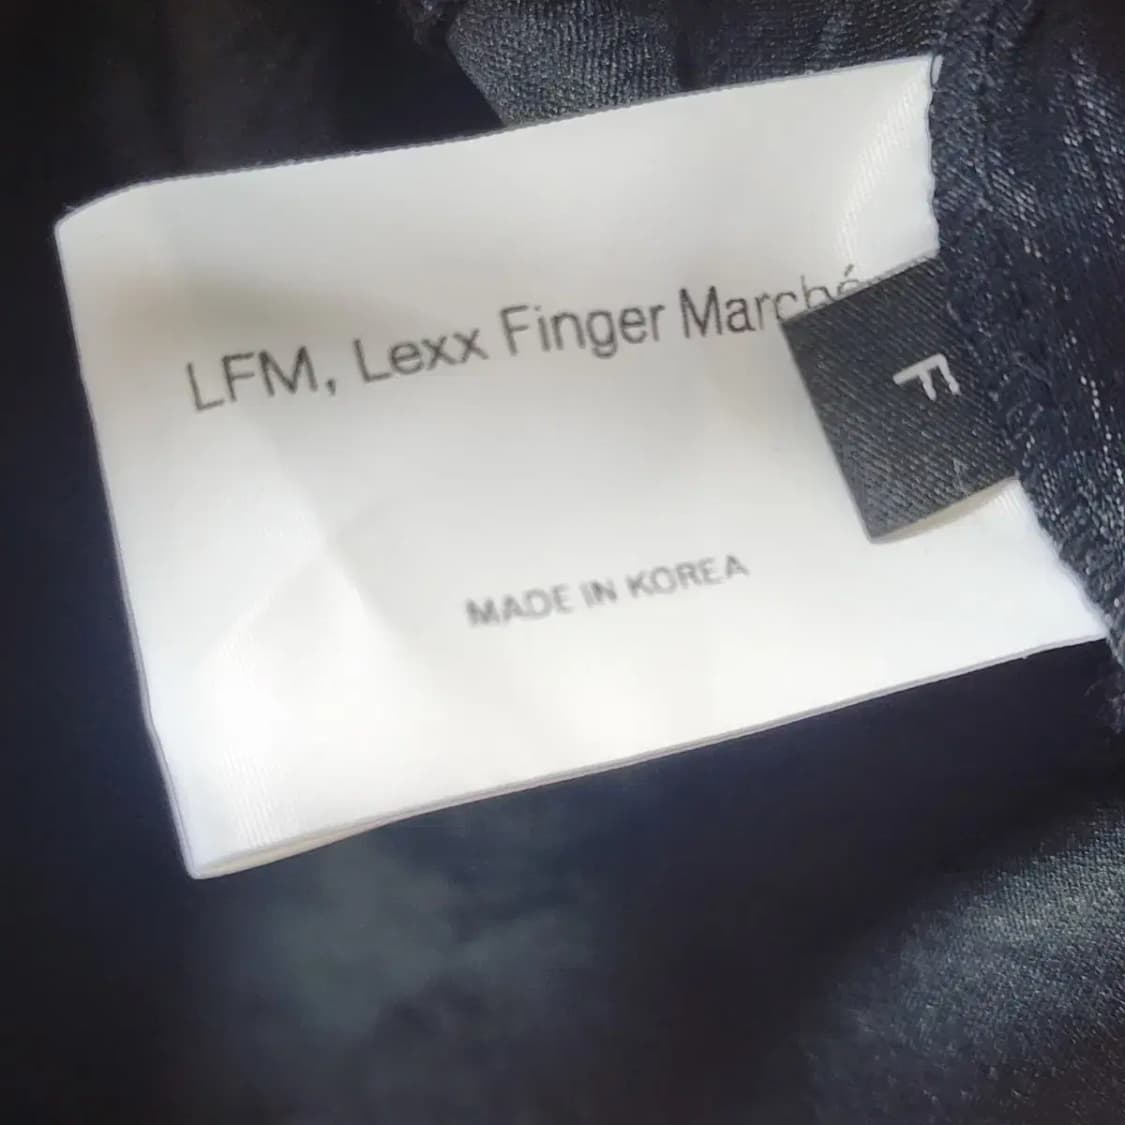 LFM, Lexx Finger Marché
F
MADE IN KOREA